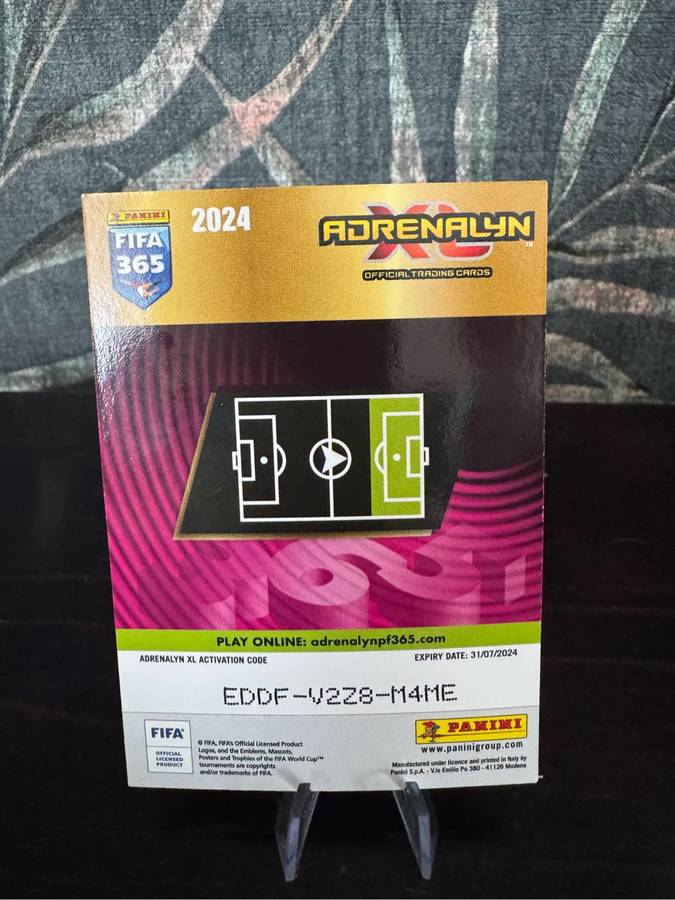 PANINI
FIFA
365
2024
ADRENALYN
XL
™
OFFICIAL TRADING CARDS
PLAY ONLINE: adrenalynpf365.com
ADRENALYN XL ACTIVATION CODE
EXPIRY DATE: 31/07/2024
EDDF-V2Z8-M4ME
FIFA®
OFFICIAL
LICENSED
PRODUCT
© FIFA, FIFA's Official Licensed Product
Logos, and the Emblems, Mascots,
Posters and Trophies of the FIFA World Cup™
tournaments are copyrights
and/or trademarks of FIFA.
PANINI
www.paninigroup.com
Manufactured under licence and printed in Italy by
Panini S.p.A. - V.le Emilio Po 380 - 41126 Modena